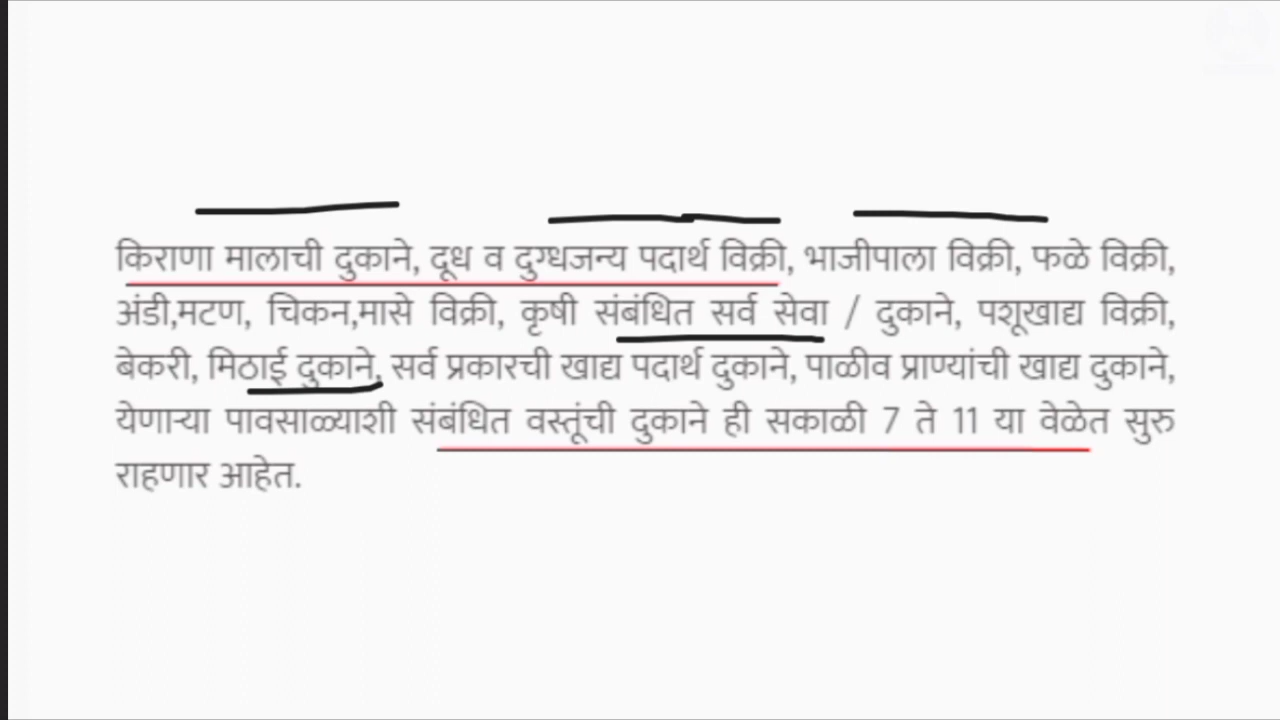 किराणा मालाची दुकाने, दूध व दुग्धजन्य पदार्थ विक्री, भाजीपाला विक्री, फळे विक्री,
अंडी,मटण, चिकन,मासे विक्री, कृषी संबंधित सर्व सेवा / दुकाने, पशूखाद्य विक्री,
बेकरी, मिठाई दुकाने, सर्व प्रकारची खाद्य पदार्थ दुकाने, पाळीव प्राण्यांची खाद्य दुकाने,
येणाऱ्या पावसाळ्याशी संबंधित वस्तूंची दुकाने ही सकाळी 7 ते 11 या वेळेत सुरु
राहणार आहेत.